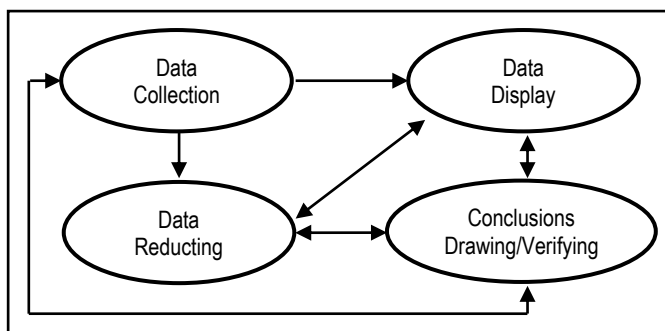 Data
Collection
Data
Display
Data
Reducting
Conclusions
Drawing/Verifying